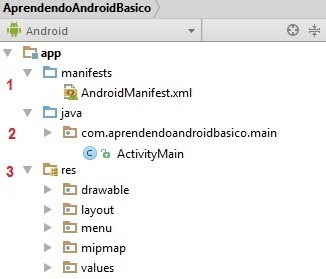 AprendendoAndroidBasico
Android
app
1 manifests
AndroidManifest.xml
java
2 com.aprendendoandroidbasico.main
C ActivityMain
3 res
drawable
layout
menu
mipmap
values